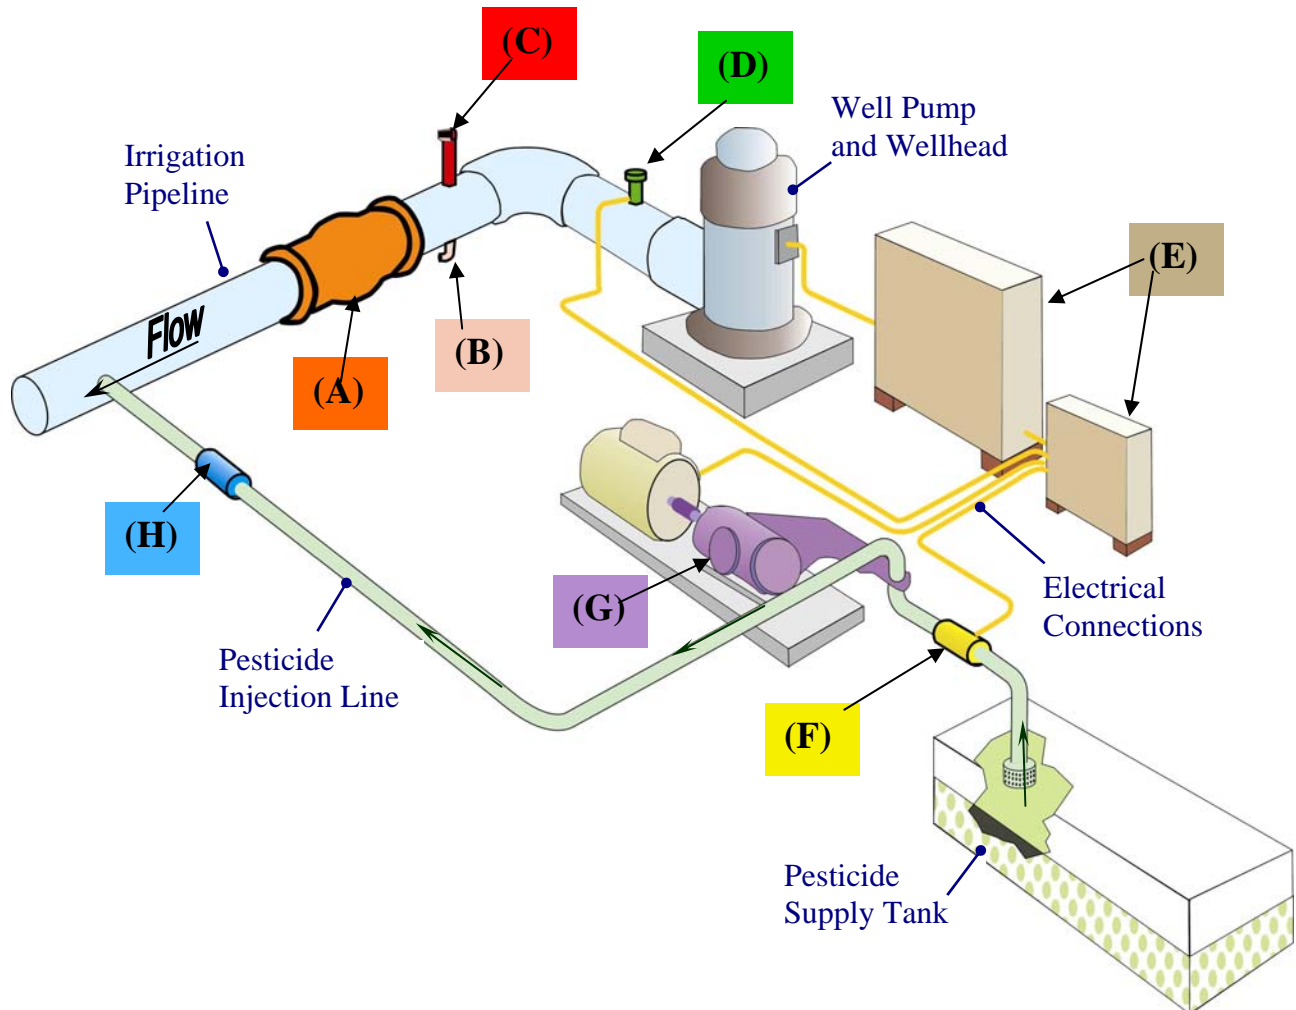 (C)
(D)
Well Pump
and Wellhead
Irrigation
Pipeline
(E)
Flow
(B)
(A)
(H)
(G)
Electrical
Connections
Pesticide
Injection Line
(F)
Pesticide
Supply Tank